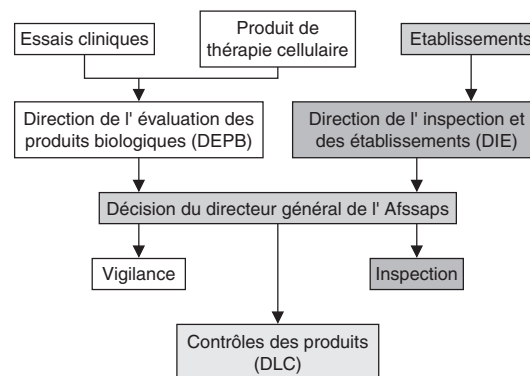 Essais cliniques
Produit de
thérapie cellulaire
Etablissements
Direction de l' évaluation des
produits biologiques (DEPB)
Direction de l' inspection et
des établissements (DIE)
Décision du directeur général de l' Afssaps
Vigilance
Inspection
Contrôles des produits
(DLC)